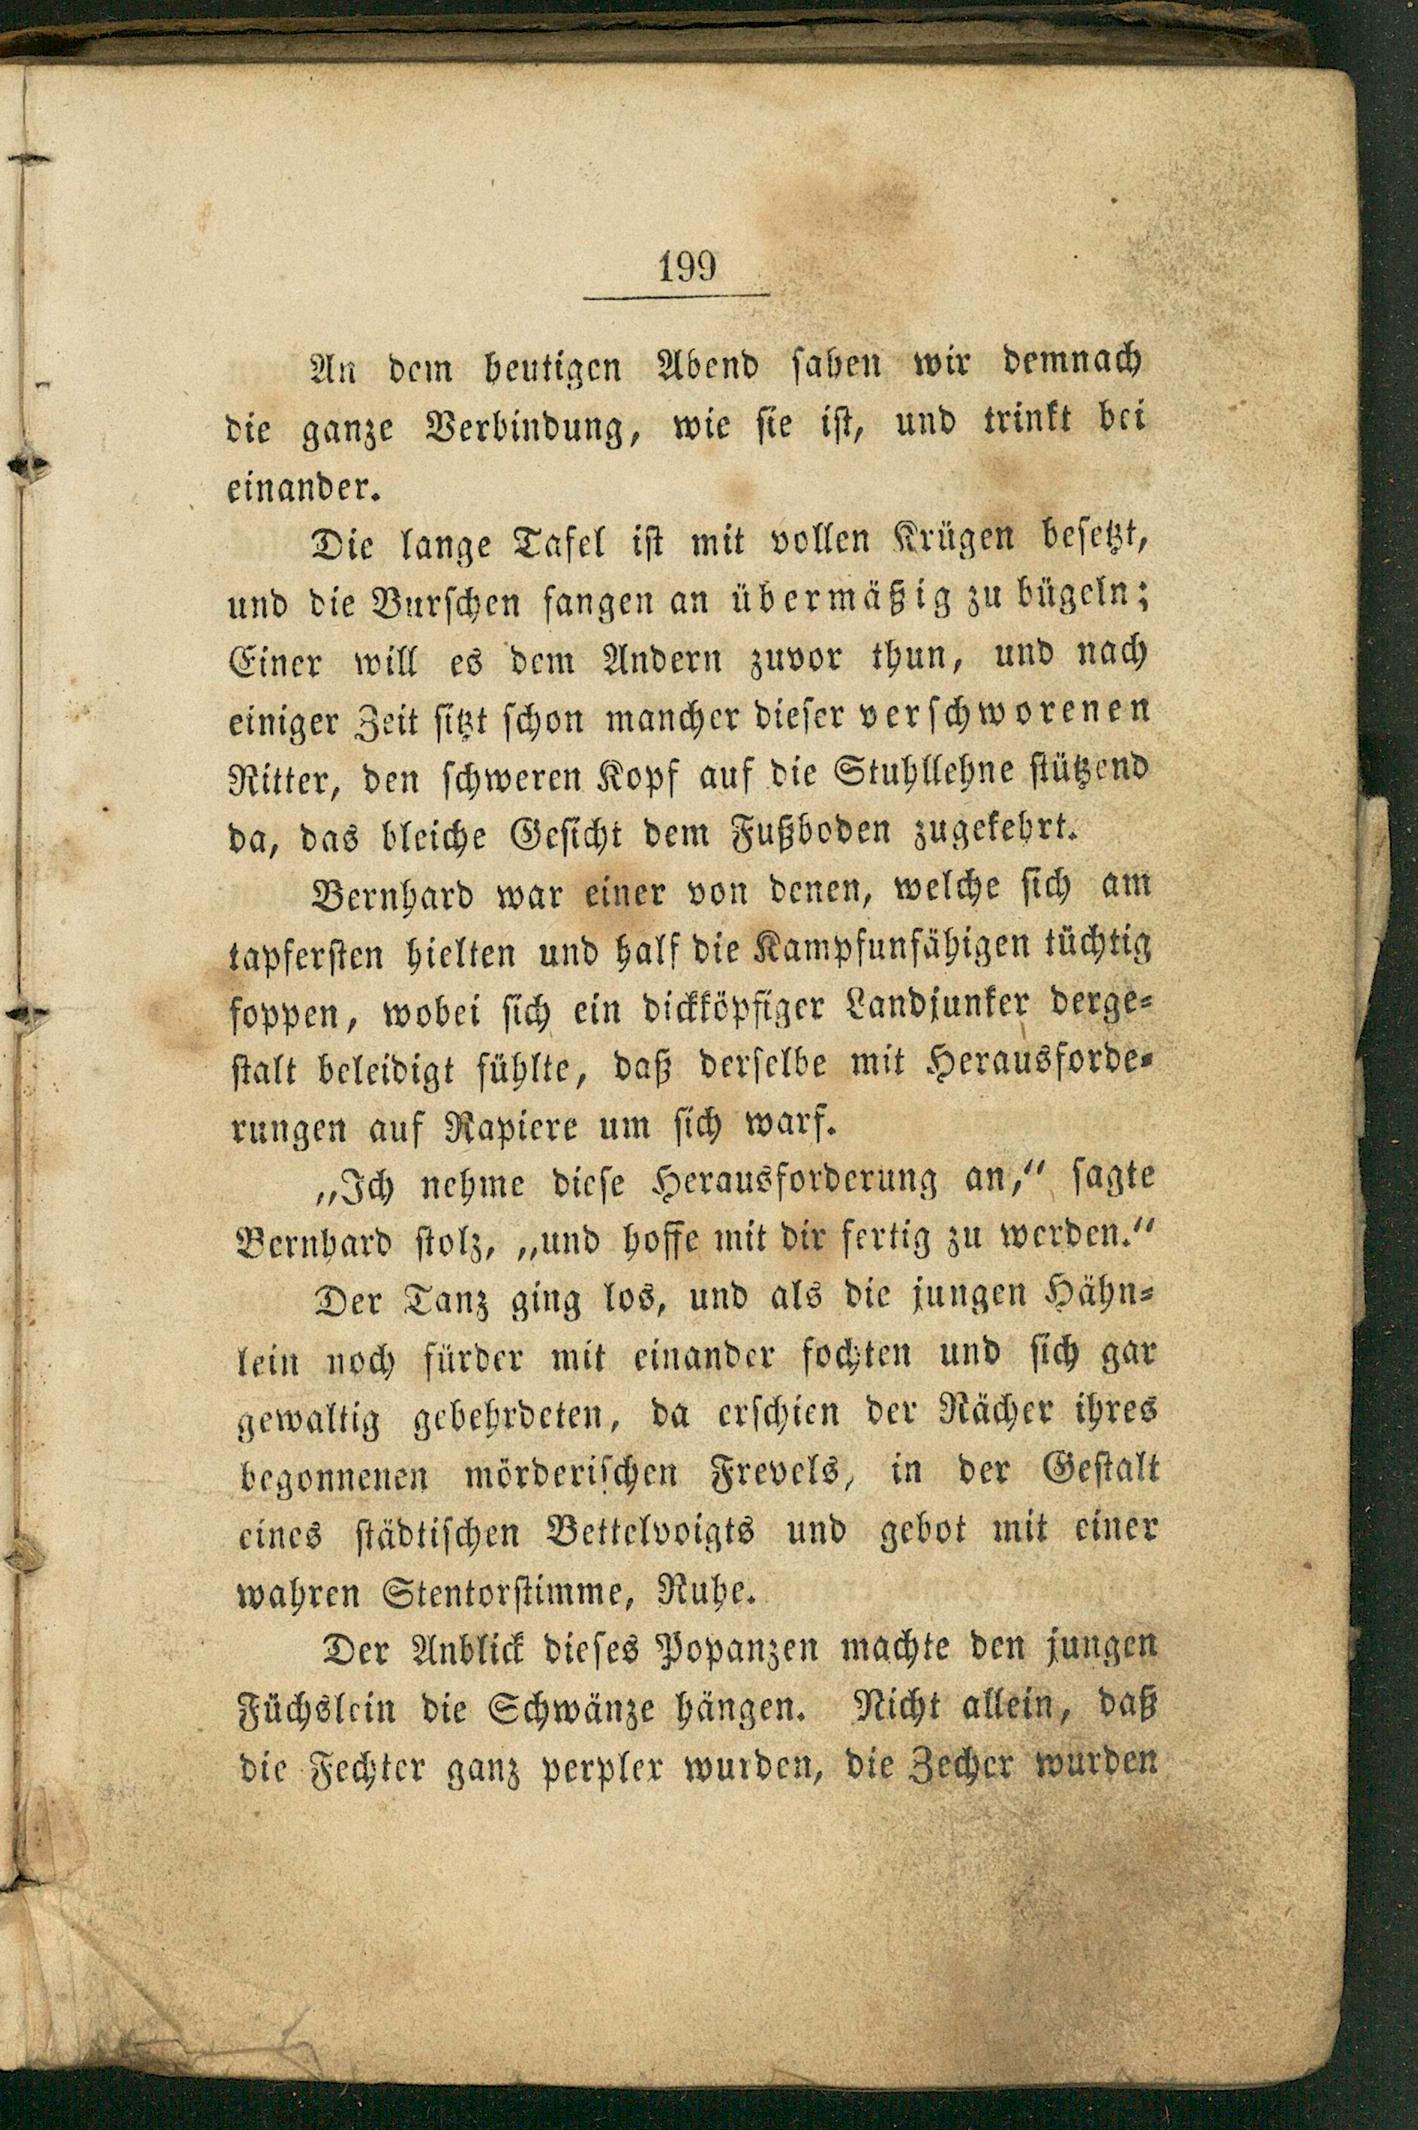 199
An dem heutigen Abend sahen wir demnach
die ganze Verbindung, wie sie ist, und trinkt bei
einander.
Die lange Tafel ist mit vollen Krügen besetzt,
und die Burschen fangen an übermäßig zu bügeln;
Einer will es dem Andern zuvor thun, und nach
einiger Zeit sitzt schon mancher dieser verschworenen
Ritter, den schweren Kopf auf die Stuhllehne stützend
da, das bleiche Gesicht dem Fußboden zugekehrt.
Bernhard war einer von denen, welche sich am
tapfersten hielten und half die Kampfunfähigen tüchtig
foppen, wobei sich ein dickköpfiger Landjunker derge-
stalt beleidigt fühlte, daß derselbe mit Herausforde-
rungen auf Rapiere um sich warf.
„Ich nehme diese Herausforderung an,“ sagte
Bernhard stolz, „und hoffe mit dir fertig zu werden.“
Der Tanz ging los, und als die jungen Hähn-
lein noch fürder mit einander fochten und sich gar
gewaltig gebehrdeten, da erschien der Rächer ihres
begonnenen mörderischen Frevels, in der Gestalt
eines städtischen Bettelvoigts und gebot mit einer
wahren Stentorstimme, Ruhe.
Der Anblick dieses Popanzen machte den jungen
Füchslein die Schwänze hängen. Nicht allein, daß
die Fechter ganz perplex wurden, die Zecher wurden